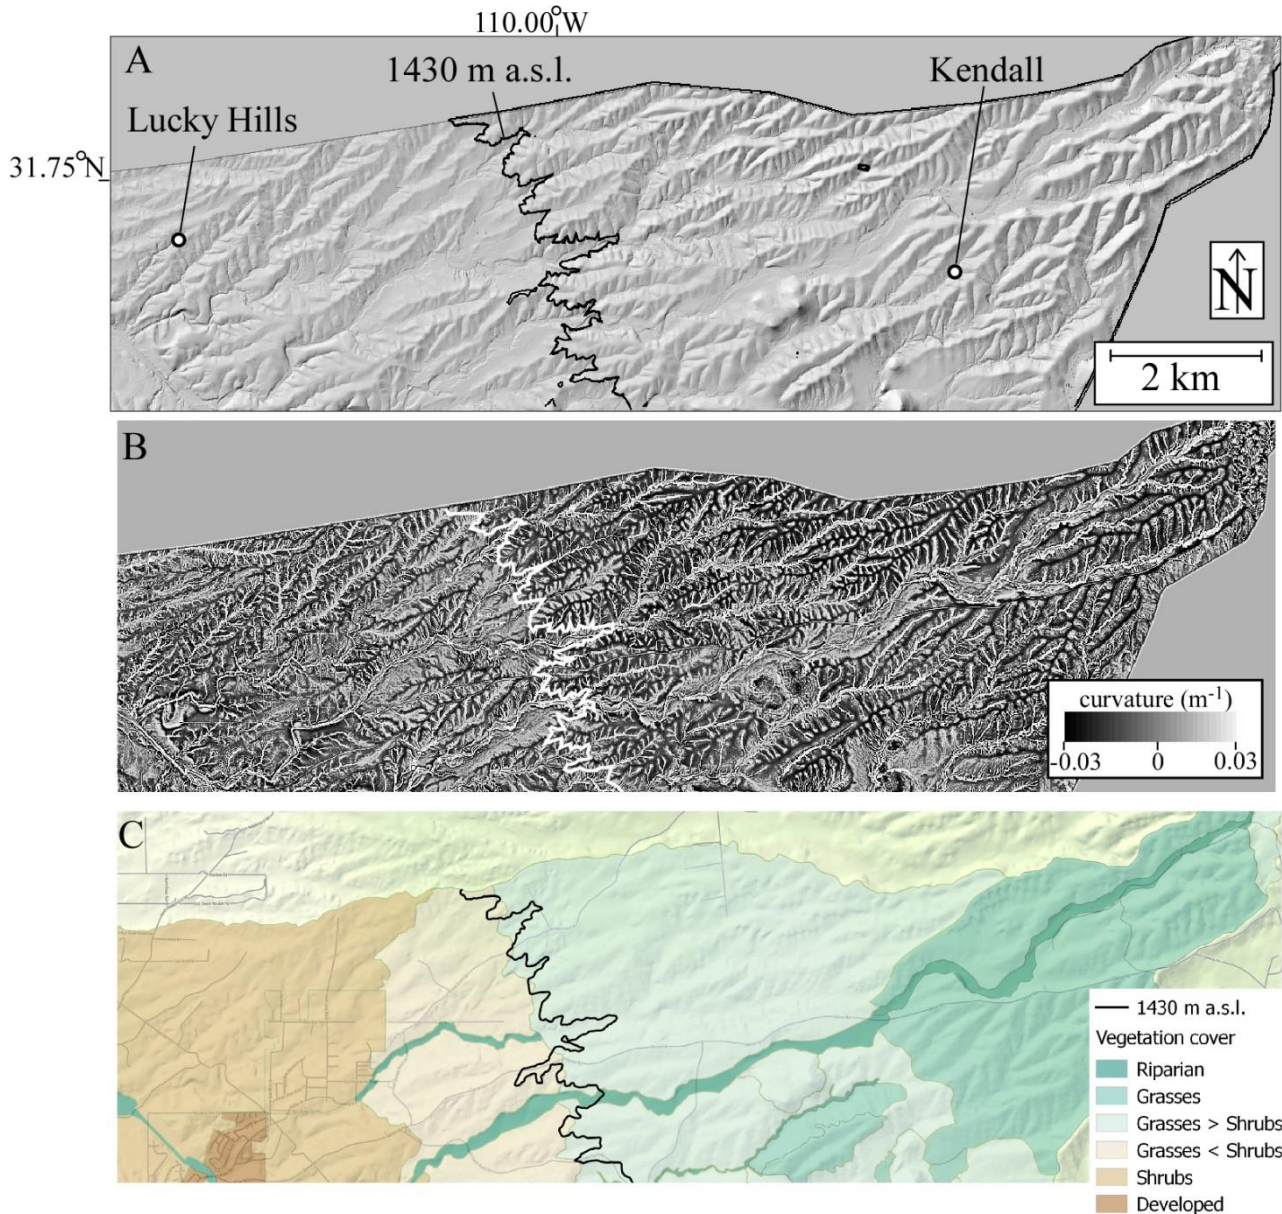 110.00°W
A
1430 m a.s.l.
Kendall
Lucky Hills
31.75°N
N
2 km
B
curvature (m-1)
-0.03 0 0.03
C
1430 m a.s.l.
Vegetation cover
Riparian
Grasses
Grasses > Shrubs
Grasses < Shrubs
Shrubs
Developed